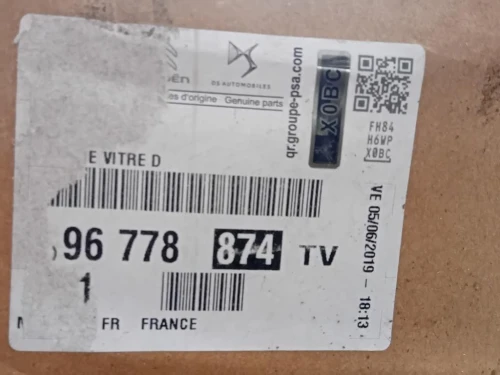 DS AUTOMOBILES
d'origine Genuine parts
qr.groupe-psa.com
X0BC
FH84
H6WP
X0BC
E VITRE D
96 778 874 TV
1
FR FRANCE
VE 05/06/2019 - 18:13